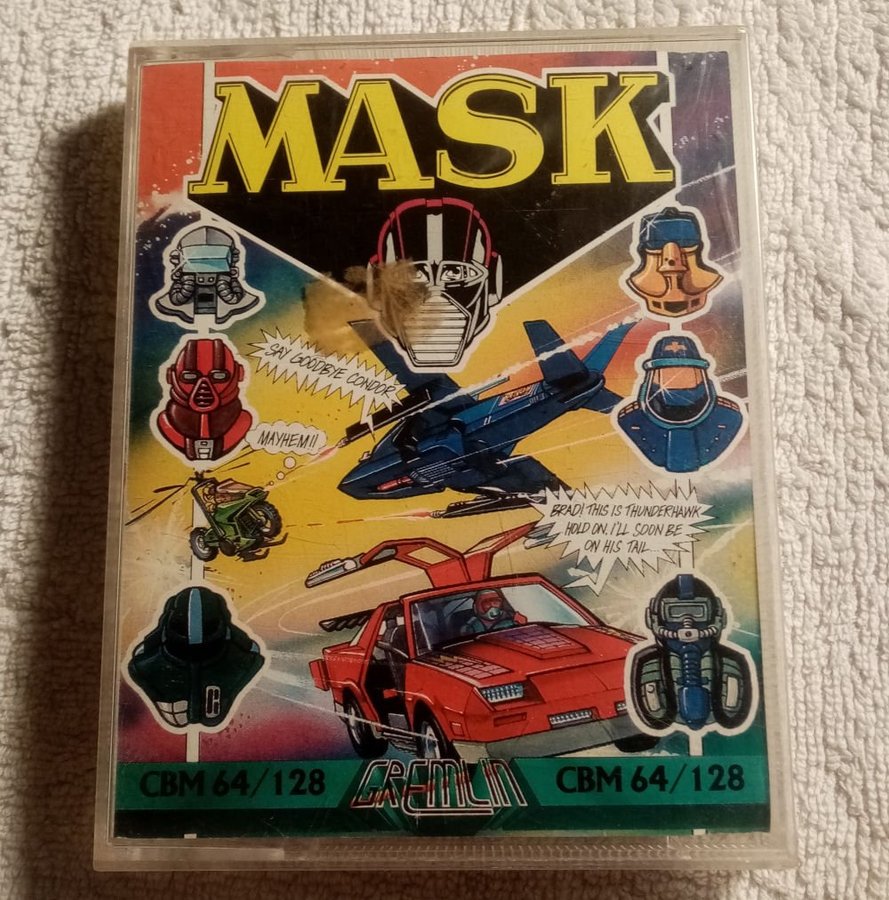 MASK
SAY GOODBYE CONDOR
MAYHEM!!
BRAD! THIS IS THUNDERHAWK
HOLD ON. I'LL SOON BE
ON HIS TAIL...
C
CBM 64/128
GREMLIN
CBM 64/128